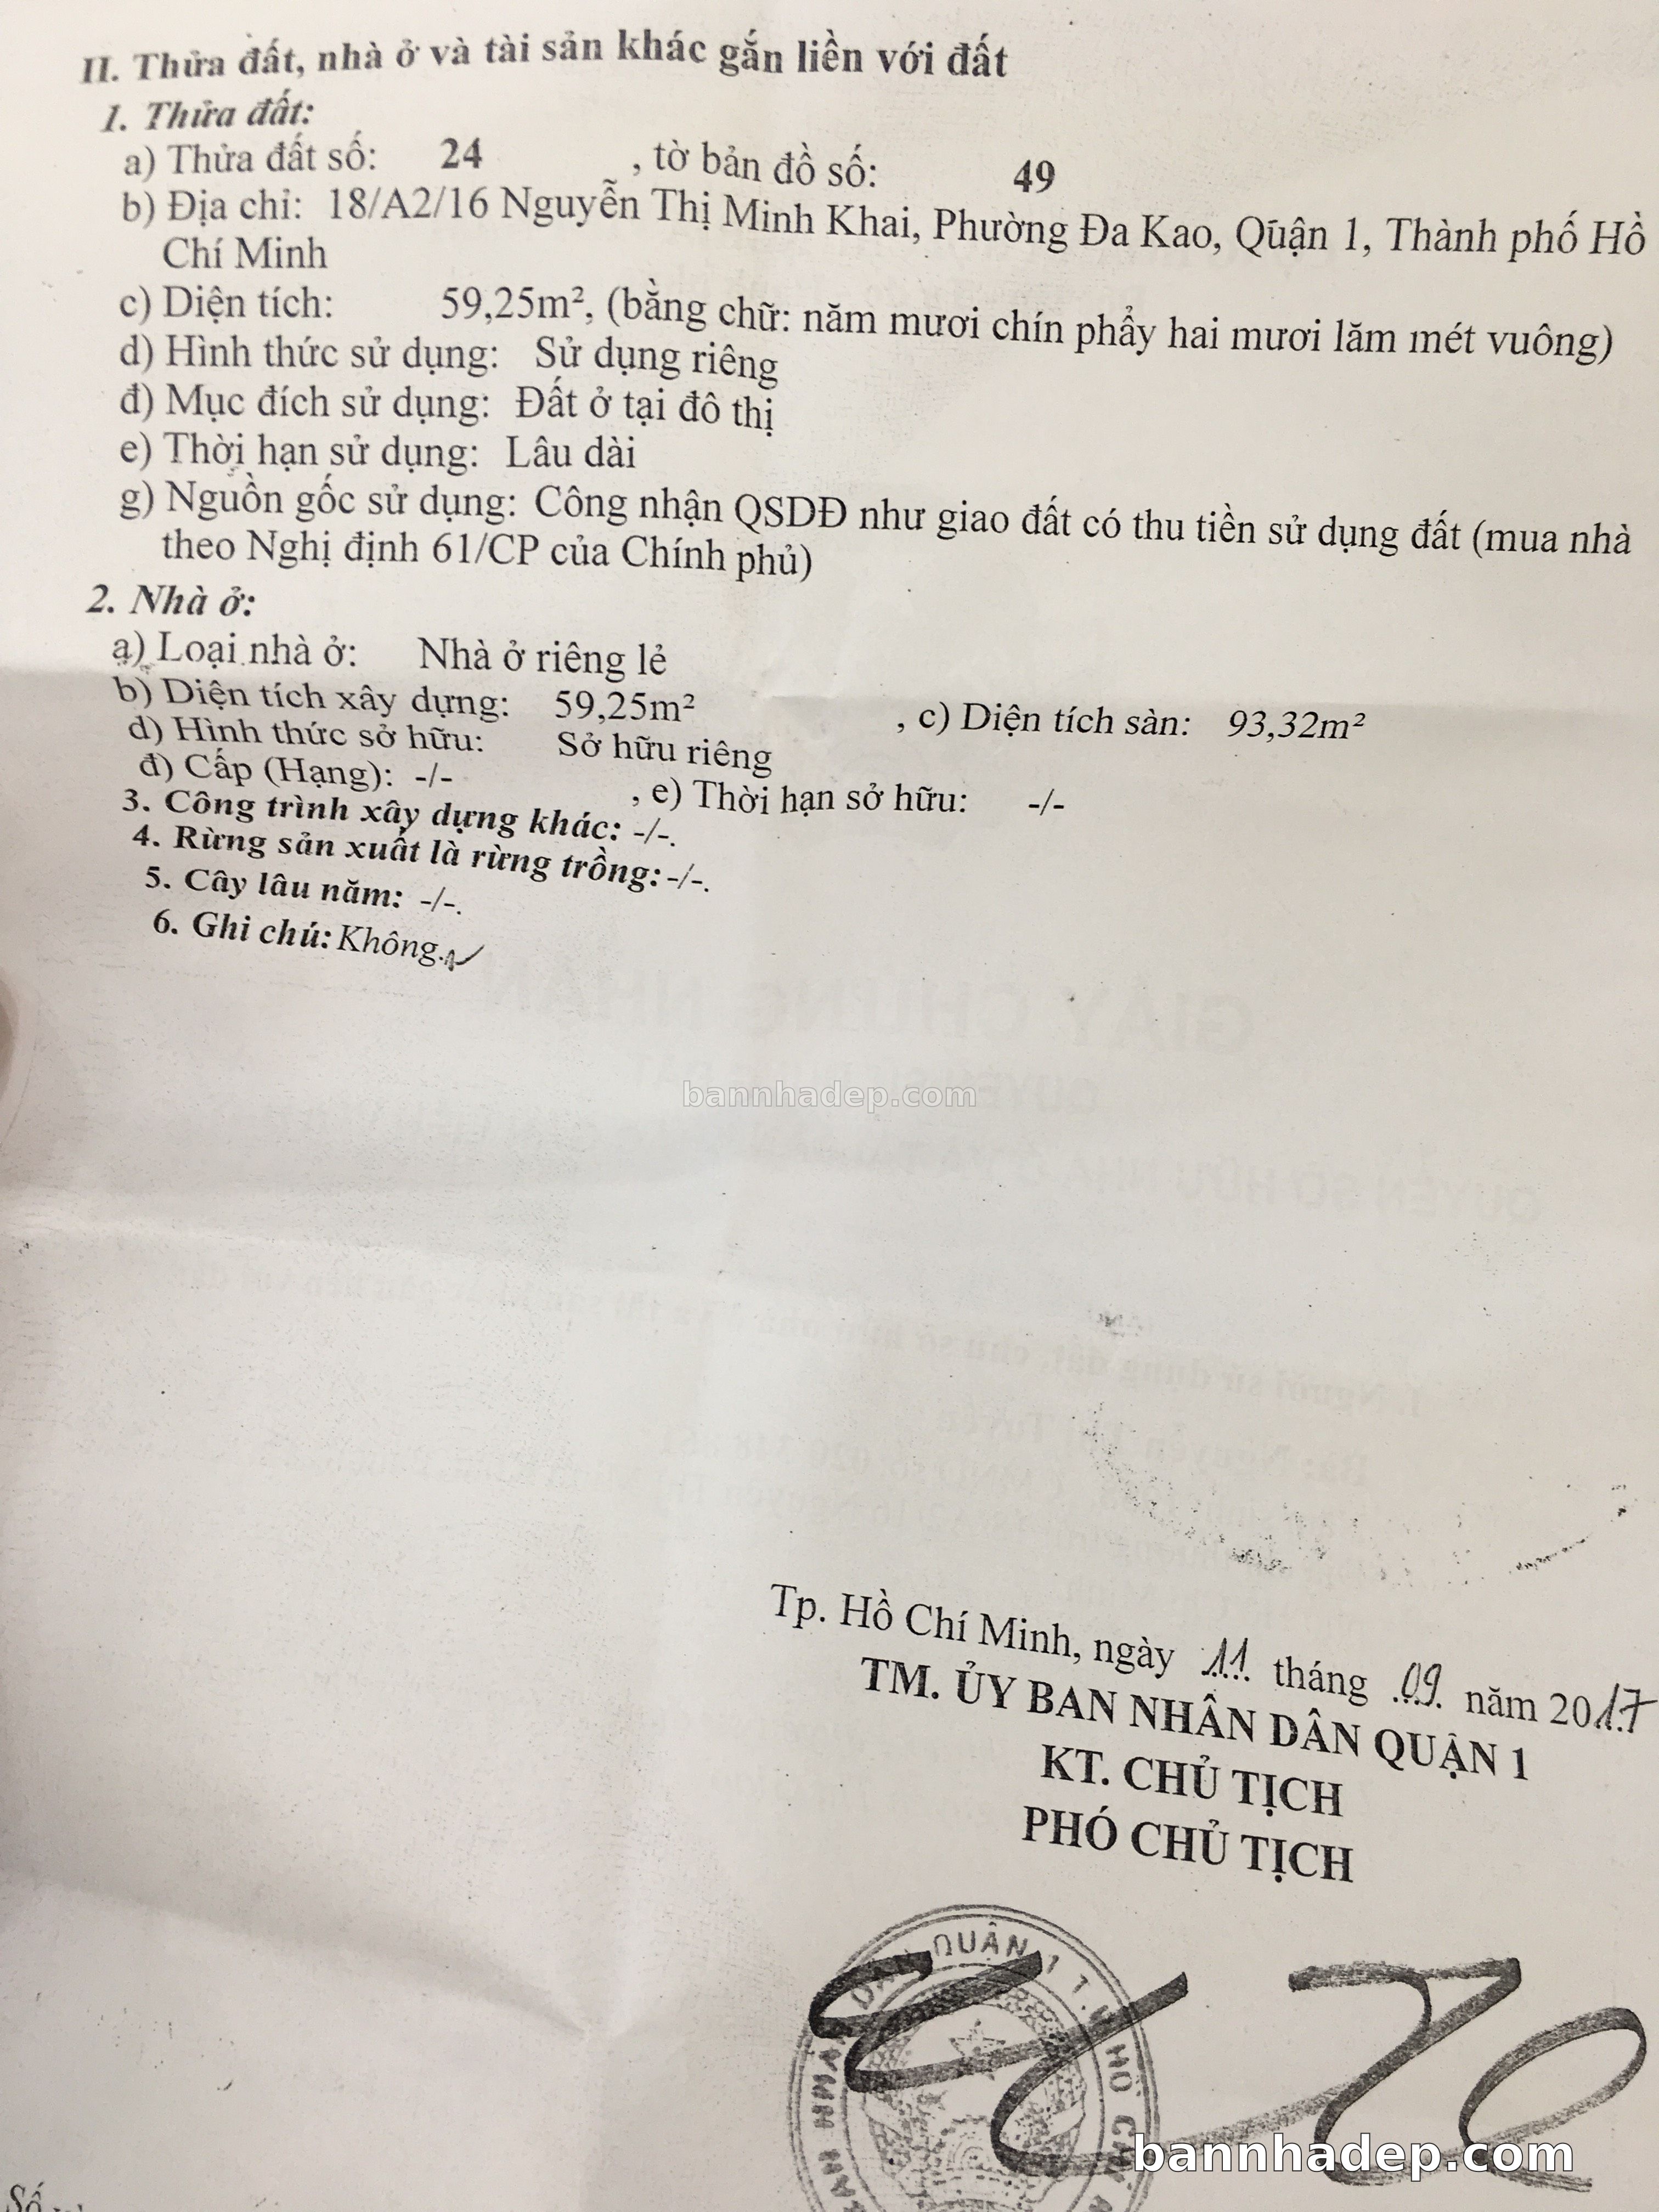 II. Thửa đất, nhà ở và tài sản khác gắn liền với đất
1. Thửa đất:
a) Thửa đất số: 24 , tờ bản đồ số: 49
b) Địa chỉ: 18/A2/16 Nguyễn Thị Minh Khai, Phường Đa Kao, Quận 1, Thành phố Hồ
Chí Minh
c) Diện tích: 59,25m², (bằng chữ: năm mươi chín phẩy hai mươi lăm mét vuông)
d) Hình thức sử dụng: Sử dụng riêng
đ) Mục đích sử dụng: Đất ở tại đô thị
e) Thời hạn sử dụng: Lâu dài
g) Nguồn gốc sử dụng: Công nhận QSDĐ như giao đất có thu tiền sử dụng đất (mua nhà
theo Nghị định 61/CP của Chính phủ)
2. Nhà ở:
a) Loại nhà ở: Nhà ở riêng lẻ
b) Diện tích xây dựng: 59,25m² , c) Diện tích sàn: 93,32m²
d) Hình thức sở hữu: Sở hữu riêng
đ) Cấp (Hạng): -/- , e) Thời hạn sở hữu: -/-
3. Công trình xây dựng khác: -/-.
4. Rừng sản xuất là rừng trồng: -/-.
5. Cây lâu năm: -/-.
6. Ghi chú: Không.
bannhadep.com
Tp. Hồ Chí Minh, ngày 11 tháng 09 năm 2017
TM. ỦY BAN NHÂN DÂN QUẬN 1
KT. CHỦ TỊCH
PHÓ CHỦ TỊCH
QUẬN 1
bannhadep.com
Số